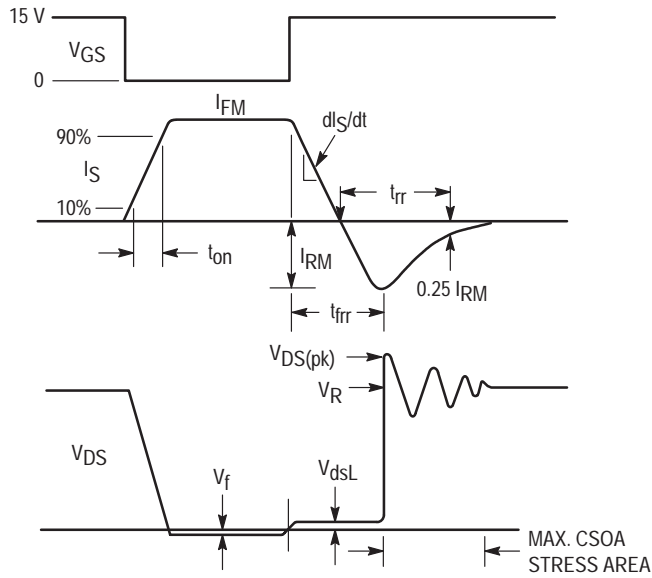 15 V
VGS
0
IFM
dIS/dt
90%
IS
trr
10%
ton
IRM
0.25 IRM
tfrr
VDS(pk)
VR
VDS
Vf
VdsL
MAX. CSOA
STRESS AREA